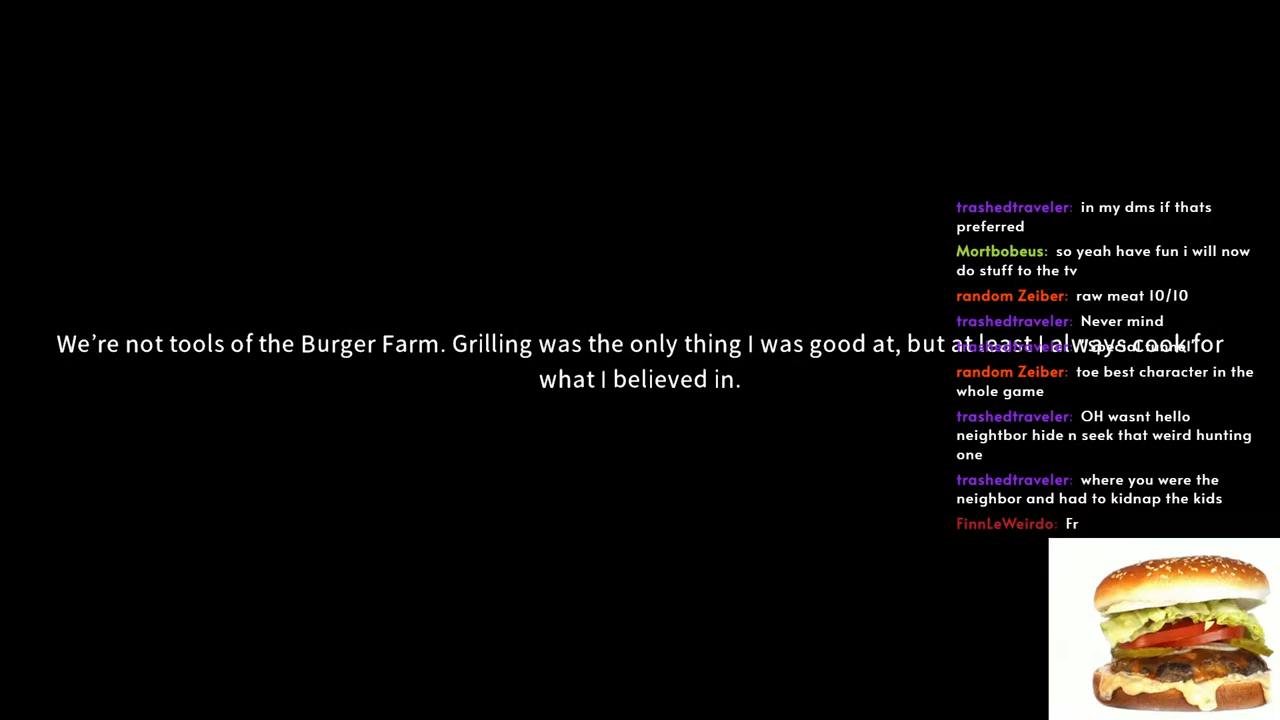 We’re not tools of the Burger Farm. Grilling was the only thing I was good at, but at least I always cook for
what I believed in.
trashedtraveler: in my dms if thats
preferred
Mortbobeus: so yeah have fun i will now
do stuff to the tv
random Zeiber: raw meat 10/10
trashedtraveler: Never mind
trashedtraveler: "special tunnel"
random Zeiber: toe best character in the
whole game
trashedtraveler: OH wasnt hello
neightbor hide n seek that weird hunting
one
trashedtraveler: where you were the
neighbor and had to kidnap the kids
FinnLeWeirdo: Fr